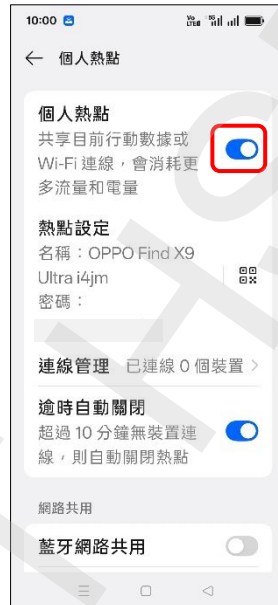 10:00
個人熱點
個人熱點
共享目前行動數據或
Wi-Fi 連線，會消耗更
多流量和電量
熱點設定
名稱：OPPO Find X9
Ultra i4jm
密碼：
連線管理 已連線 0 個裝置
逾時自動關閉
超過 10 分鐘無裝置連
線，則自動關閉熱點
網路共用
藍牙網路共用